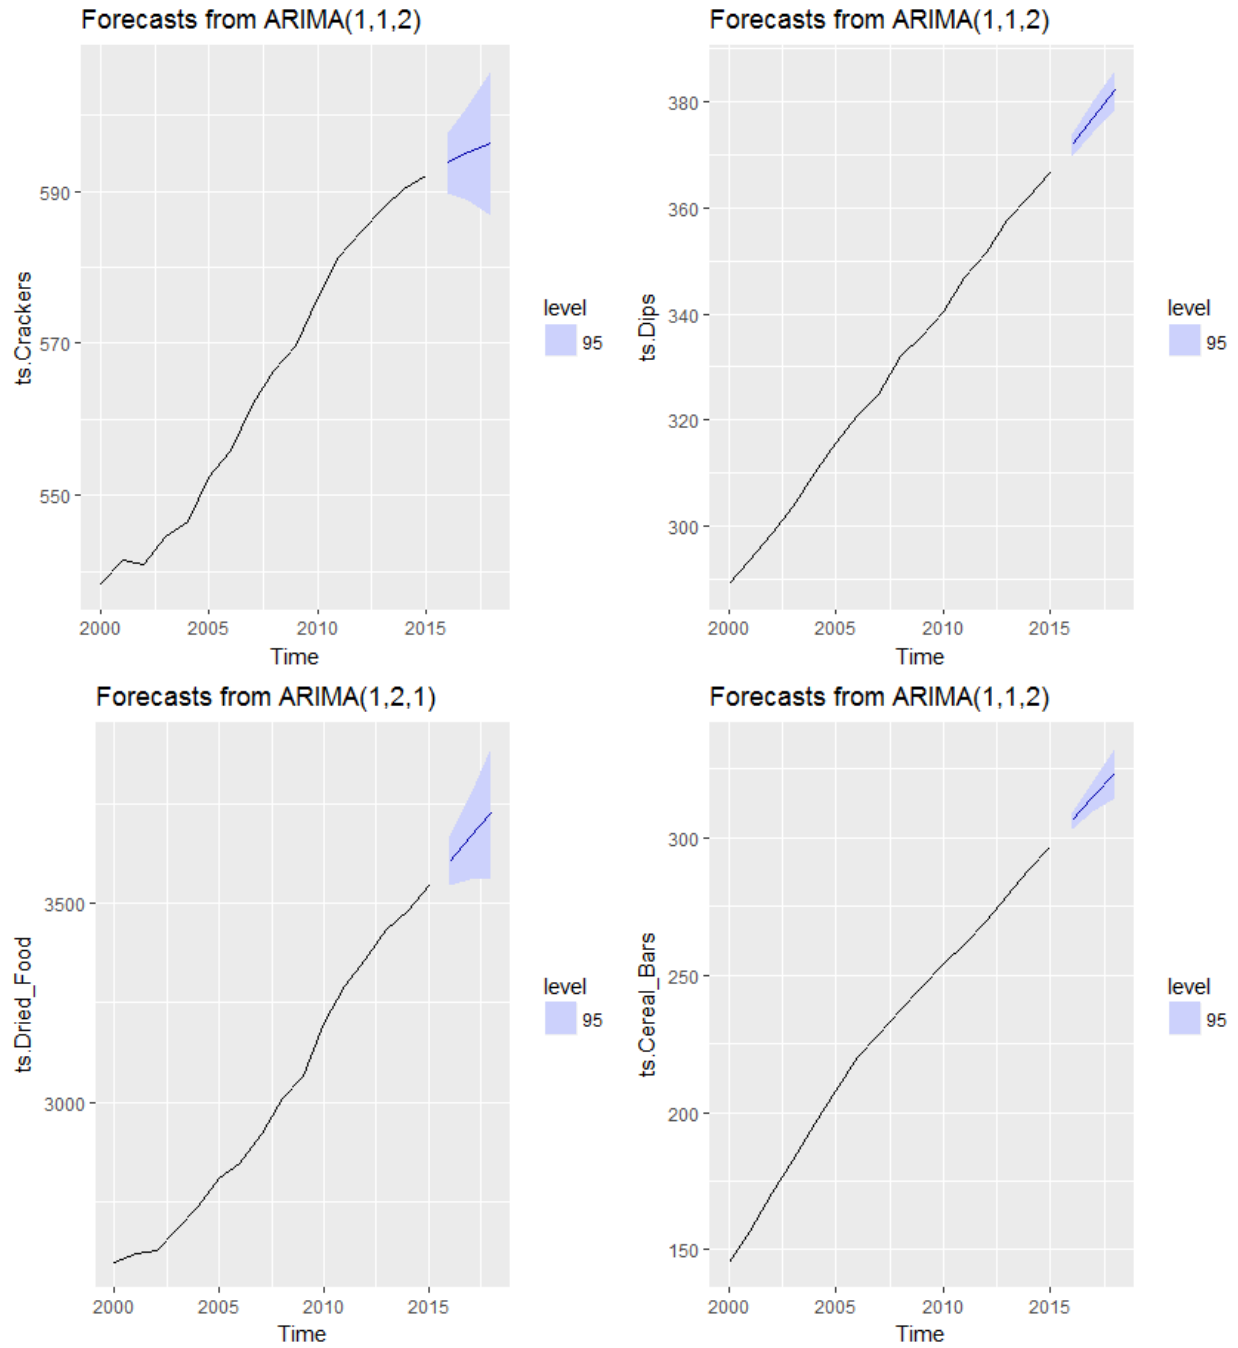 Forecasts from ARIMA(1,1,2)
ts.Crackers
590
570
550
2000 2005 2010 2015
Time
level
95
Forecasts from ARIMA(1,1,2)
ts.Dips
380
360
340
320
300
2000 2005 2010 2015
Time
level
95
Forecasts from ARIMA(1,2,1)
ts.Dried_Food
3500
3000
2000 2005 2010 2015
Time
level
95
Forecasts from ARIMA(1,1,2)
ts.Cereal_Bars
300
250
200
150
2000 2005 2010 2015
Time
level
95